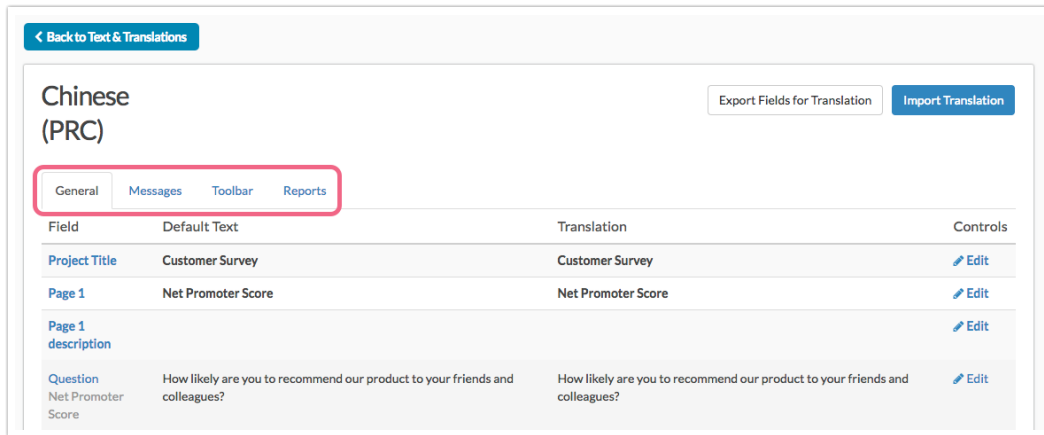 Back to Text & Translations
Chinese
(PRC)
Export Fields for Translation
Import Translation
General Messages Toolbar Reports
Field Default Text Translation Controls
Project Title Customer Survey Customer Survey Edit
Page 1 Net Promoter Score Net Promoter Score Edit
Page 1 Edit
description
Question How likely are you to recommend our product to your friends and How likely are you to recommend our product to your friends and Edit
Net Promoter colleagues? colleagues?
Score